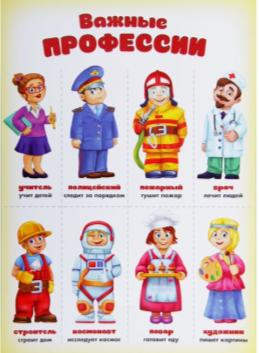 Важные
ПРОФЕССИИ
учитель
учит детей
полицейский
следит за порядком
пожарный
тушит пожар
врач
лечит людей
строитель
строит дом
космонавт
исследует космос
повар
готовит еду
художник
пишет картины